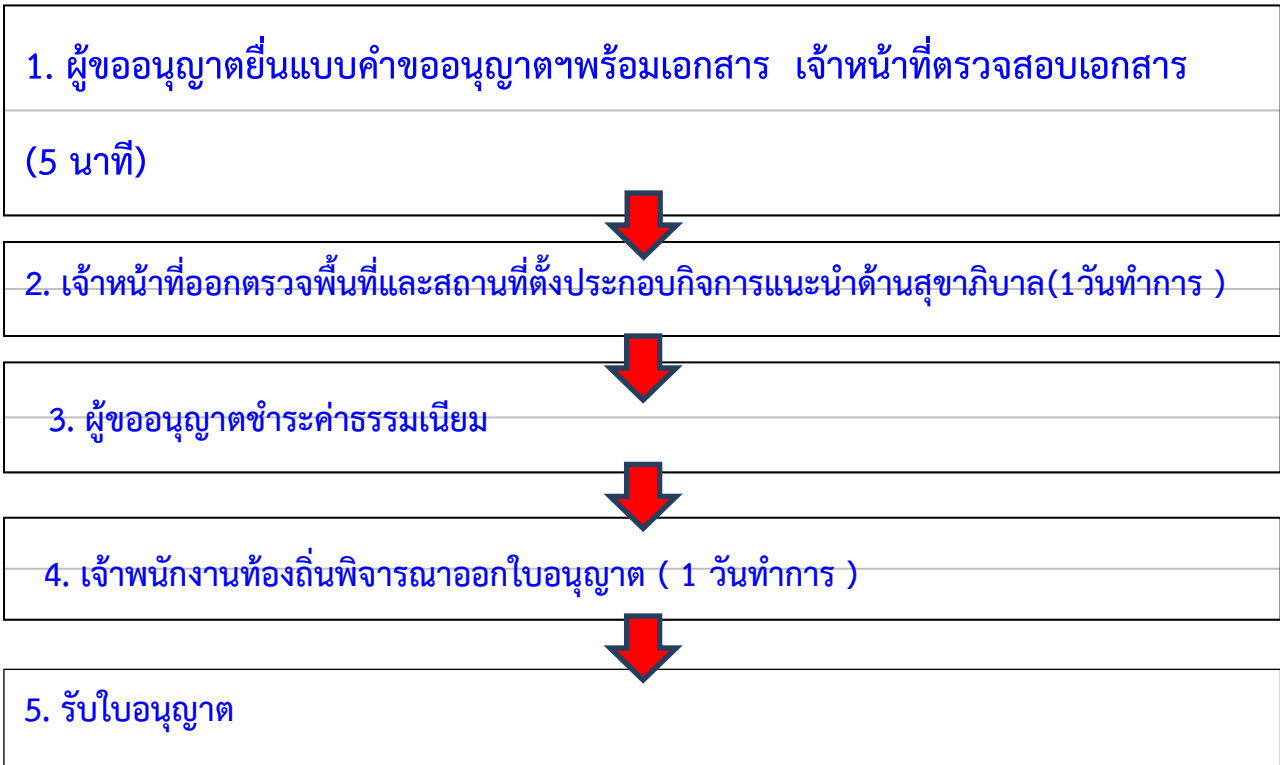 1. ผู้ขออนุญาตยื่นแบบคำขออนุญาตฯพร้อมเอกสาร เจ้าหน้าที่ตรวจสอบเอกสาร
(5 นาที)
2. เจ้าหน้าที่ออกตรวจพื้นที่และสถานที่ตั้งประกอบกิจการแนะนำด้านสุขาภิบาล(1วันทำการ )
3. ผู้ขออนุญาตชำระค่าธรรมเนียม
4. เจ้าพนักงานท้องถิ่นพิจารณาออกใบอนุญาต ( 1 วันทำการ )
5. รับใบอนุญาต